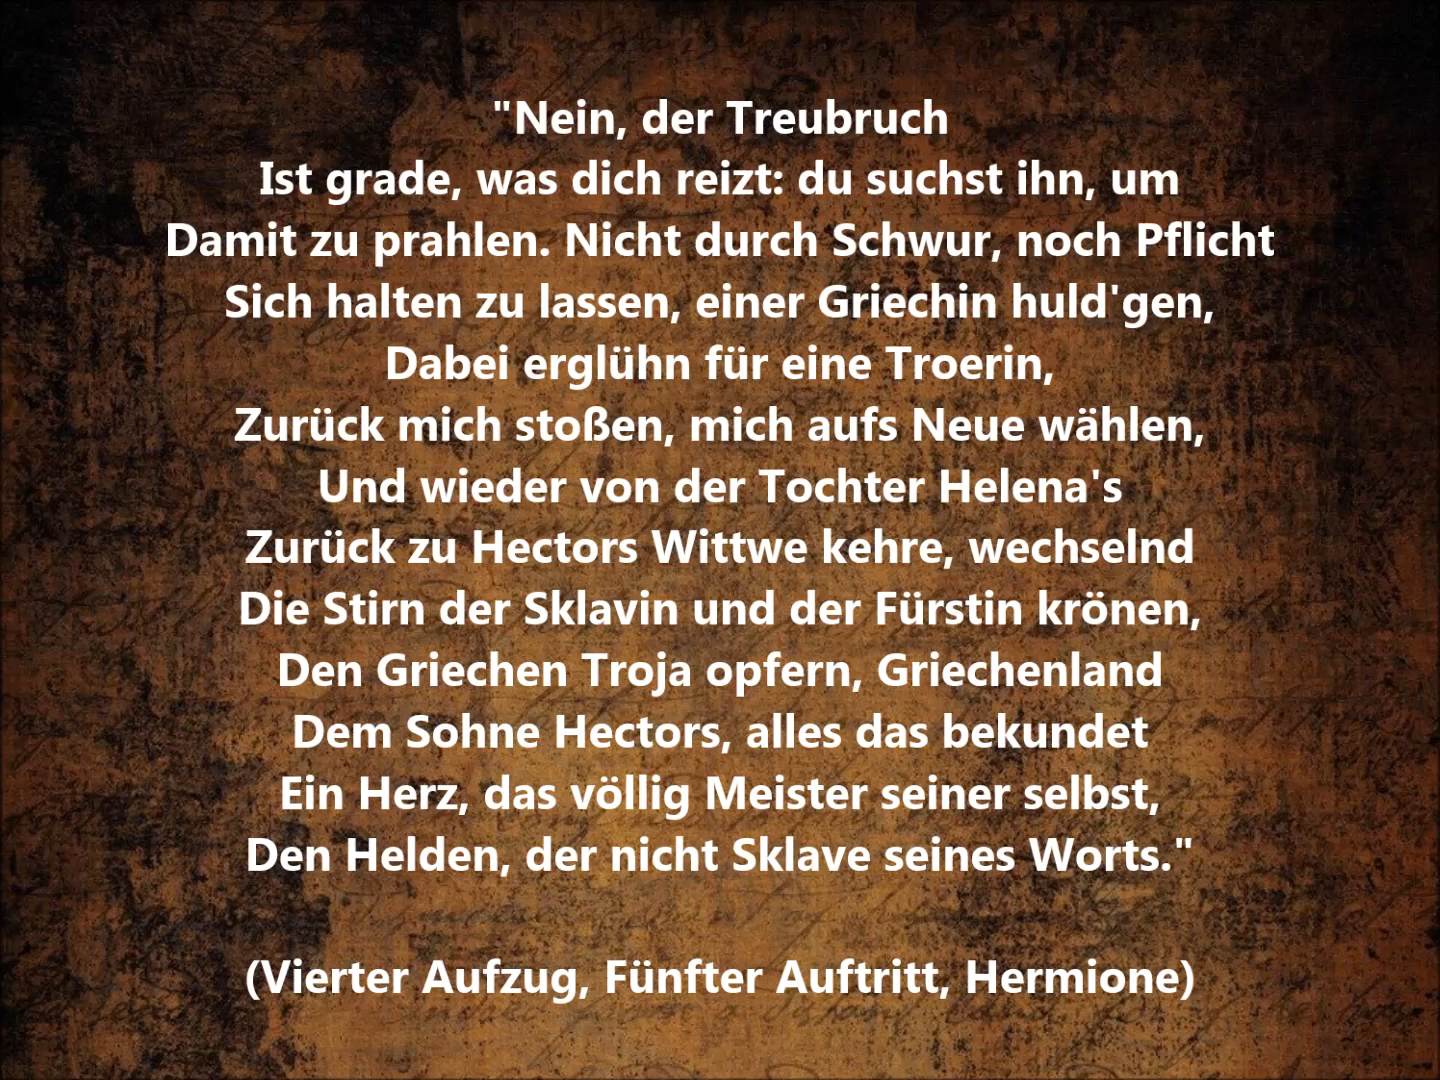 "Nein, der Treubruch
Ist grade, was dich reizt: du suchst ihn, um
Damit zu prahlen. Nicht durch Schwur, noch Pflicht
Sich halten zu lassen, einer Griechin huld'gen,
Dabei erglühn für eine Troerin,
Zurück mich stoßen, mich aufs Neue wählen,
Und wieder von der Tochter Helena's
Zurück zu Hectors Wittwe kehre, wechselnd
Die Stirn der Sklavin und der Fürstin krönen,
Den Griechen Troja opfern, Griechenland
Dem Sohne Hectors, alles das bekundet
Ein Herz, das völlig Meister seiner selbst,
Den Helden, der nicht Sklave seines Worts."
(Vierter Aufzug, Fünfter Auftritt, Hermione)